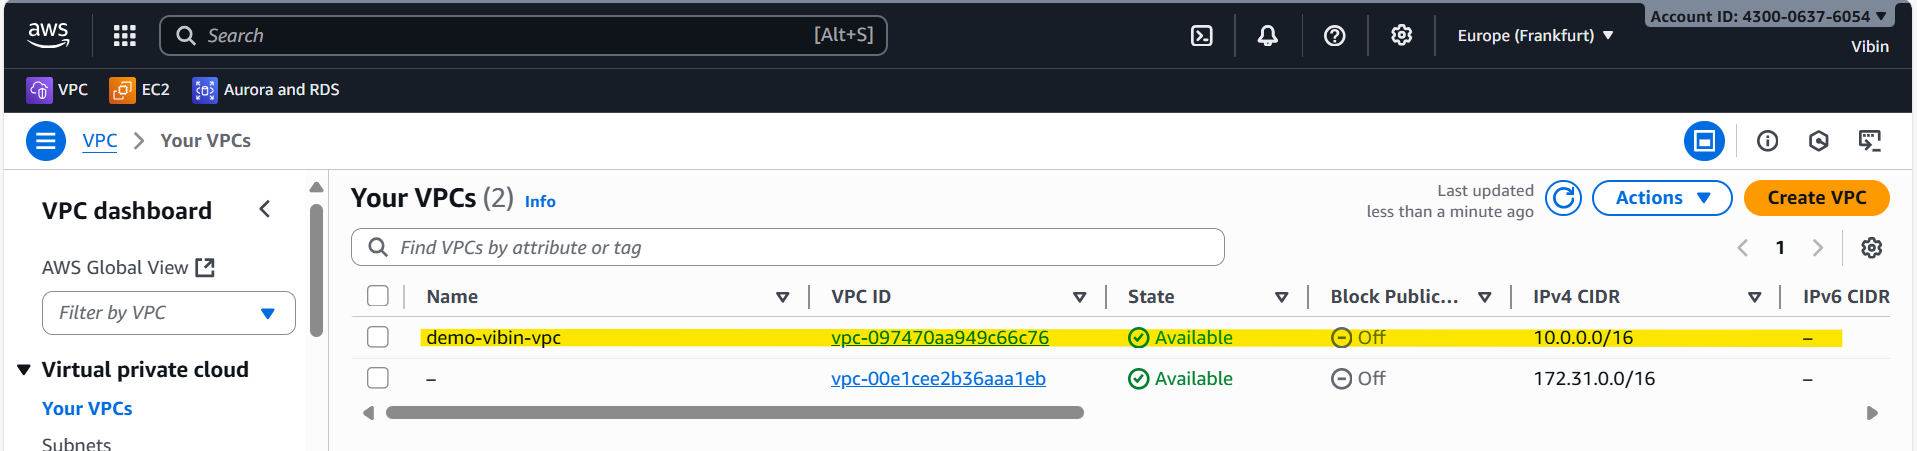 aws
Search [Alt+S] Europe (Frankfurt) ▼ Account ID: 4300-0637-6054 ▼
Vibin
VPC EC2 Aurora and RDS
VPC > Your VPCs
VPC dashboard
AWS Global View
Filter by VPC
Virtual private cloud
Your VPCs
Subnets
Your VPCs (2) Info
Last updated
less than a minute ago
Actions
Create VPC
Find VPCs by attribute or tag
1
Name VPC ID State Block Public... IPv4 CIDR IPv6 CIDR
demo-vibin-vpc vpc-097470aa949c66c76 Available Off 10.0.0.0/16 –
– vpc-00e1cee2b36aaa1eb Available Off 172.31.0.0/16 –